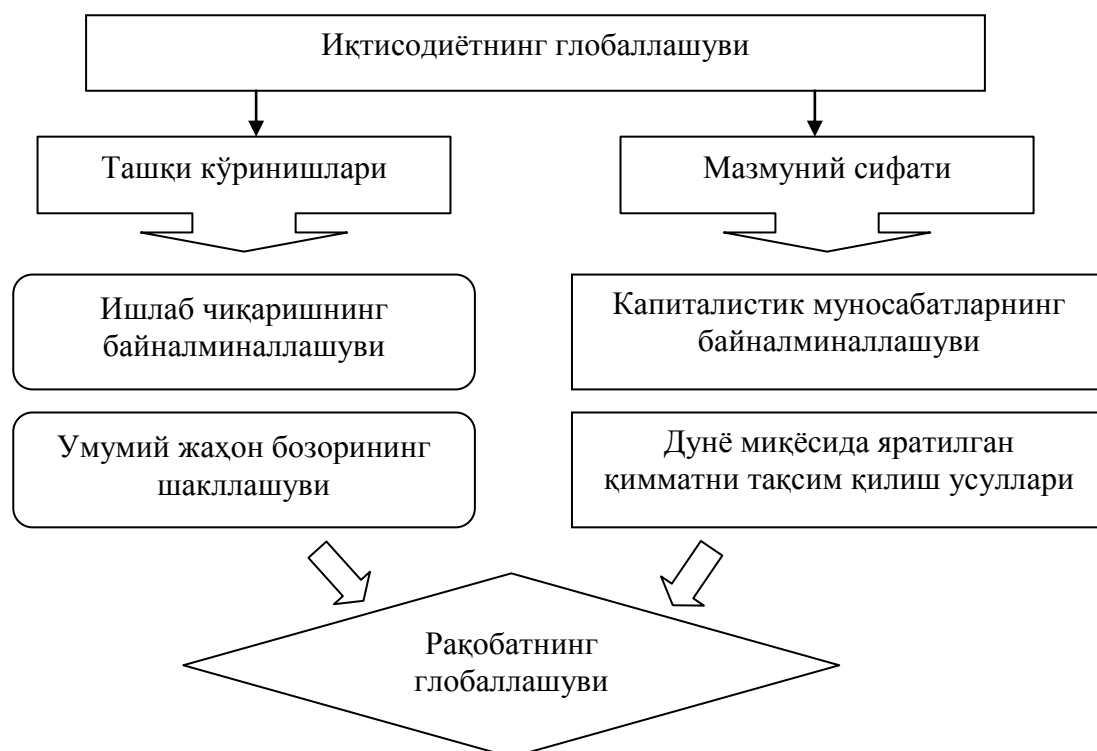 Иқтисодиётнинг глобаллашуви
Ташқи кўринишлари
Мазмуний сифати
Ишлаб чиқаришнинг
байналминаллашуви
Капиталистик муносабатларнинг
байналминаллашуви
Умумий жаҳон бозорининг
шакллашуви
Дунё миқёсида яратилган
қимматни тақсим қилиш усуллари
Рақобатнинг
глобаллашуви